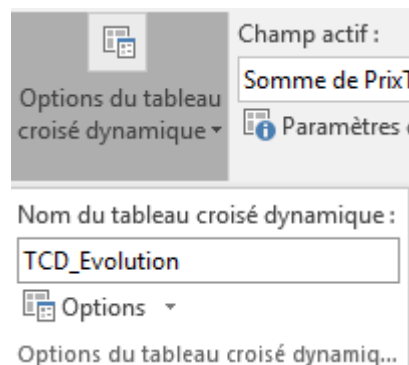 Champ actif :
Somme de PrixT
Options du tableau
croisé dynamique
Paramètres
Nom du tableau croisé dynamique :
TCD_Evolution
Options
Options du tableau croisé dynamiq...